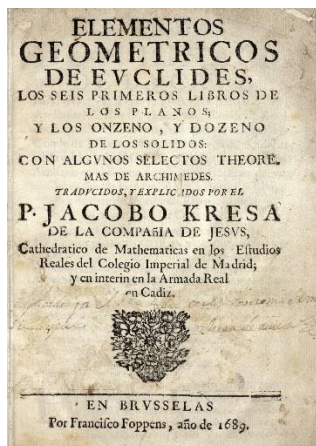 ELEMENTOS
GEOMETRICOS
DE EVCLIDES,
LOS SEIS PRIMEROS LIBROS DE
LOS PLANOS;
Y LOS ONZENO, Y DOZENO
DE LOS SOLIDOS:
CON ALGVNOS SELECTOS THEORE-
MAS DE ARCHIMEDES.
TRADVCIDOS, Y EXPLICADOS POR EL
P. JACOBO KRESA
DE LA COMPAÑIA DE JESVS,
Cathedratico de Mathematicas en los Eſtudios
Reales del Colegio Imperial de Madrid;
y en interin en la Armada Real
en Cadiz.
EN BRVSSELAS
Por Franciſco Foppens, año de 1689.